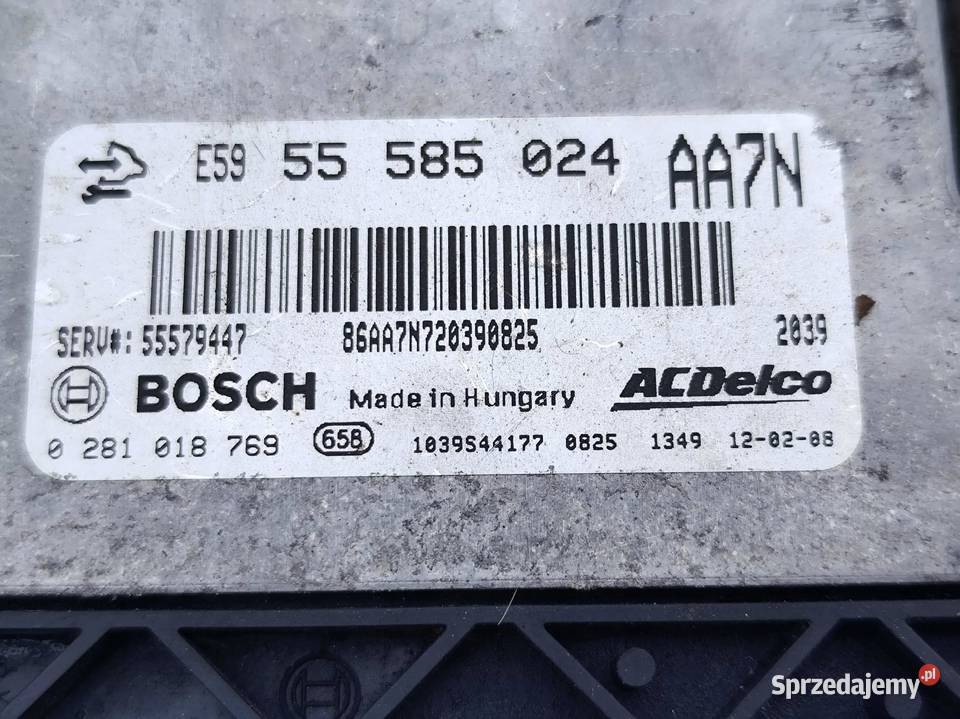 E59 55 585 024 AA7N
SERV#: 55579447 86AA7N720390825 2039
BOSCH Made in Hungary ACDelco
0 281 018 769 658 1039S44177 0825 1349 12-02-08
Sprzedajemy.pl